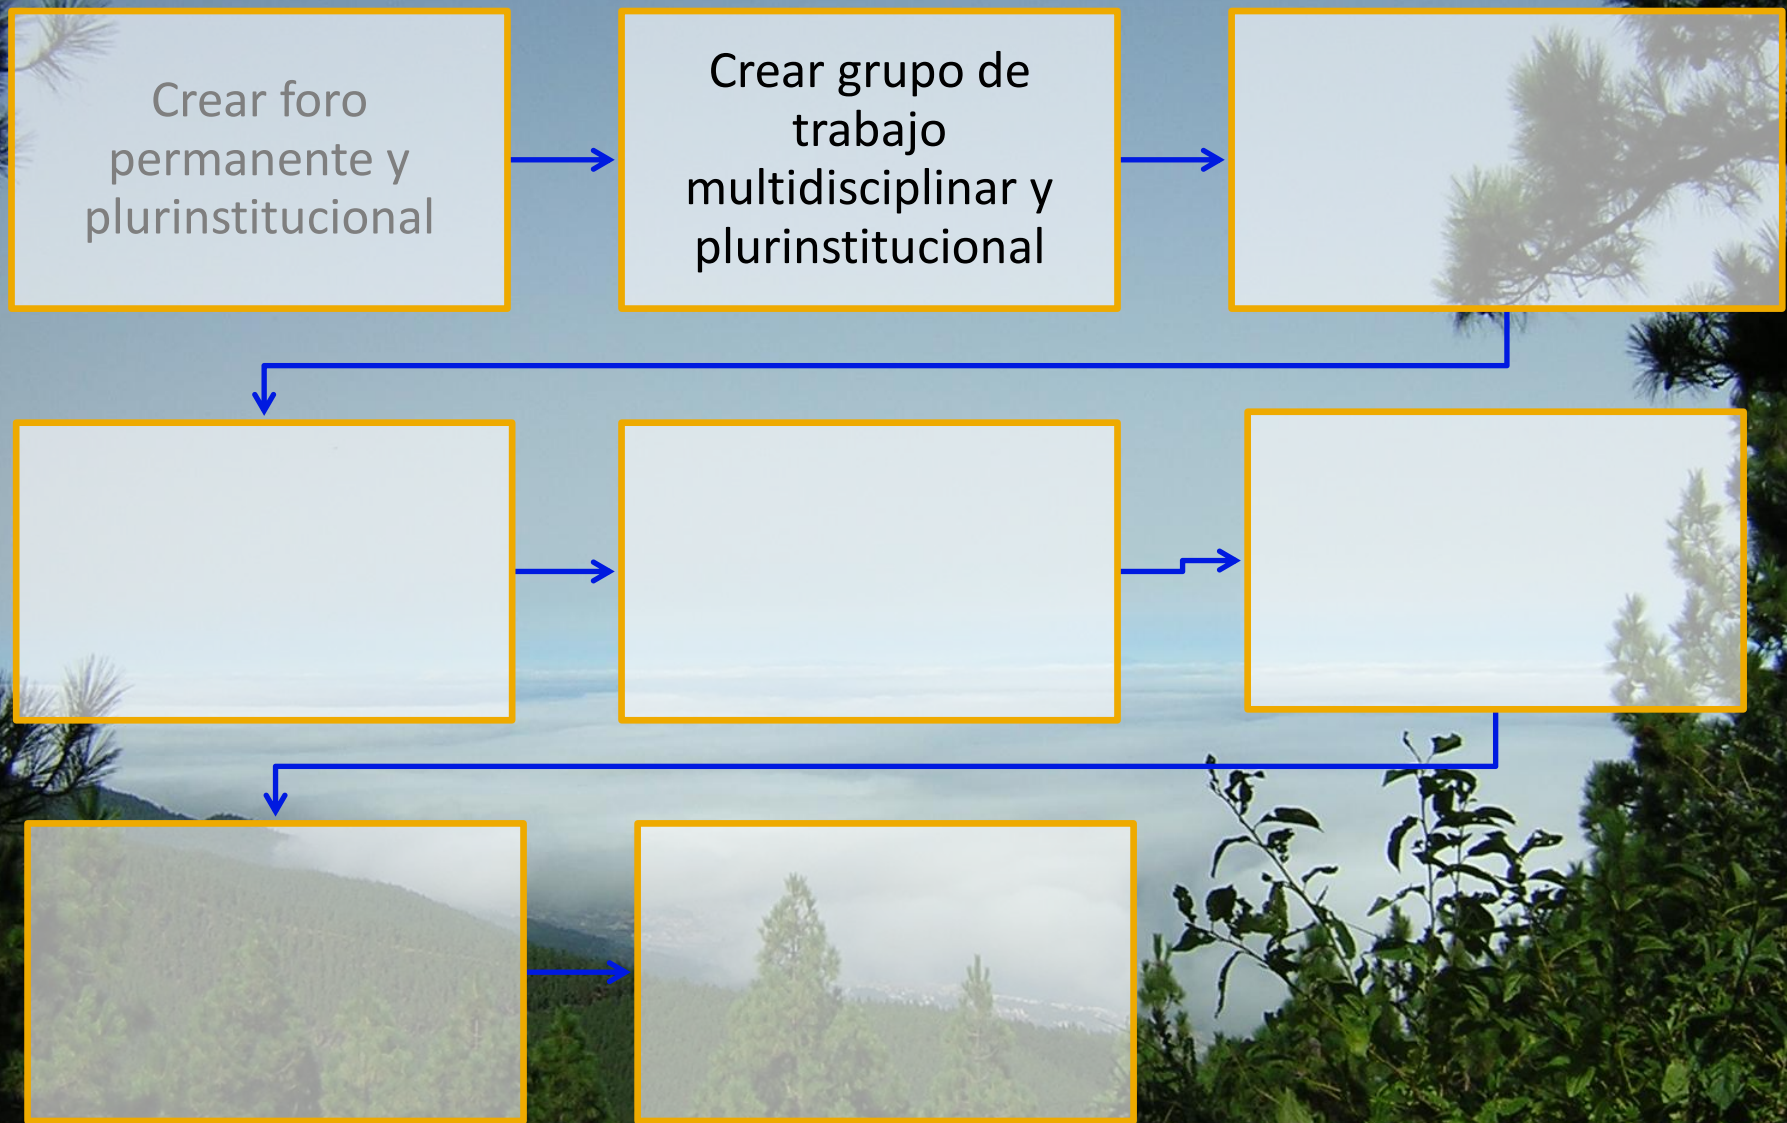 Crear foro
permanente y
plurinstitucional
Crear grupo de
trabajo
multidisciplinar y
plurinstitucional